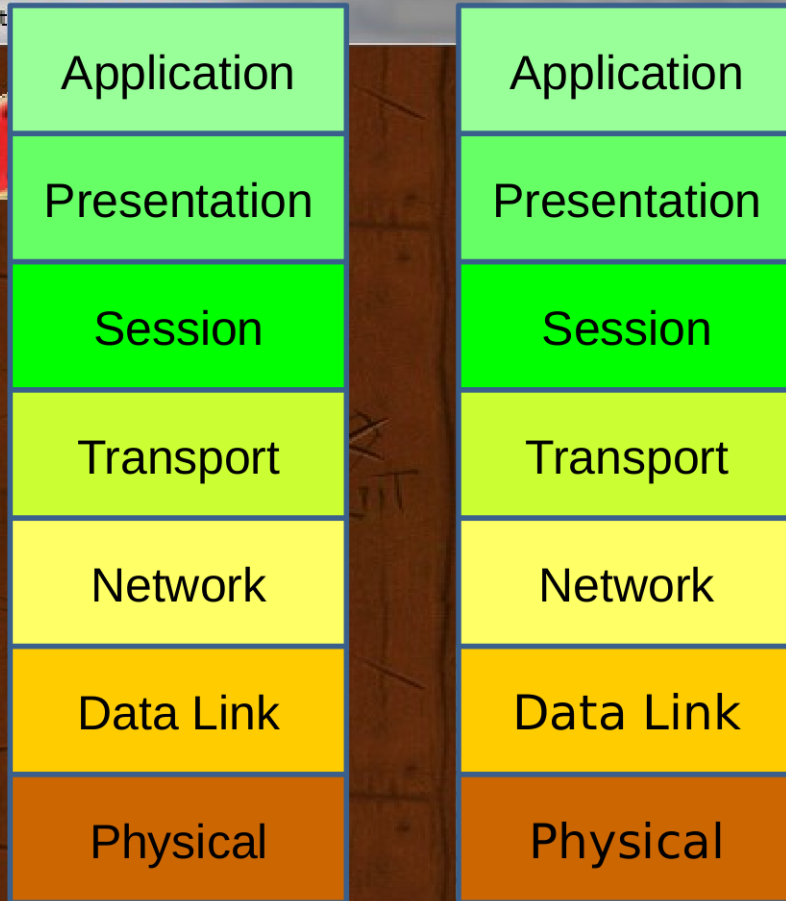 Application
Presentation
Session
Transport
Network
Data Link
Physical
Application
Presentation
Session
Transport
Network
Data Link
Physical